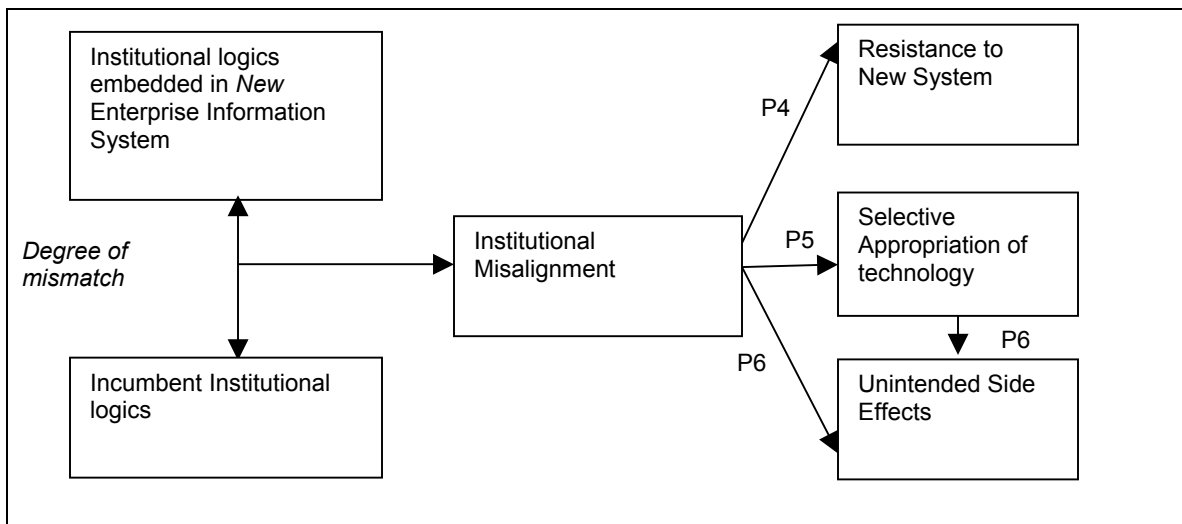 Institutional logics
embedded in New
Enterprise Information
System
Degree of
mismatch
Incumbent Institutional
logics
Institutional
Misalignment
P4
P5
P6
Resistance to
New System
Selective
Appropriation of
technology
P6
Unintended Side
Effects